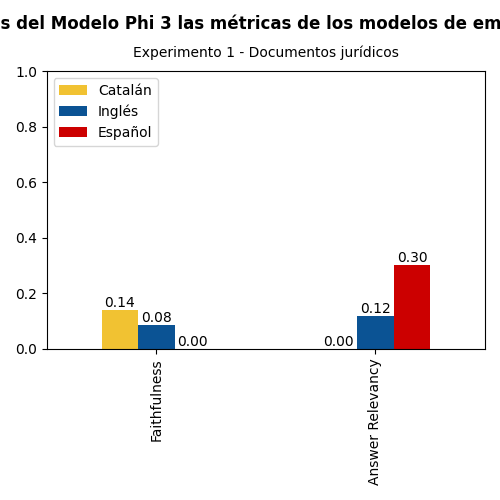 s del Modelo Phi 3 las métricas de los modelos de em
Experimento 1 - Documentos jurídicos
1.0
0.8
0.6
0.4
0.2
0.0
Catalán
Inglés
Español
0.14
0.08
0.00
0.00
0.12
0.30
Faithfulness
Answer Relevancy